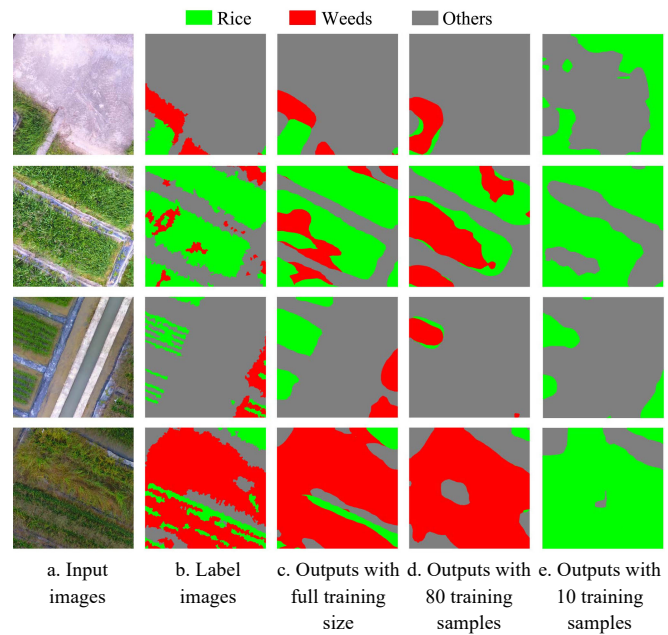 Rice Weeds Others
a. Input
images
b. Label
images
c. Outputs with
full training
size
d. Outputs with
80 training
samples
e. Outputs with
10 training
samples